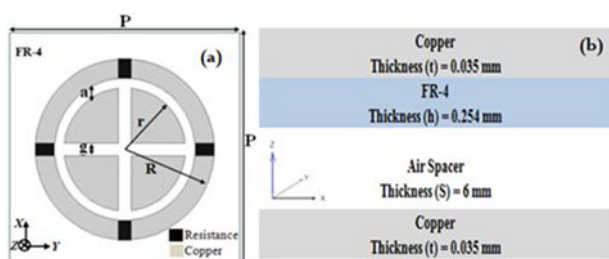 P
FR-4
(a)
a
r
g
R
P
X
Z
Y
Resistance
Copper
Copper
(b)
Thickness (t) = 0.035 mm
FR-4
Thickness (h) = 0.254 mm
Z
Y
X
Air Spacer
Thickness (S) = 6 mm
Copper
Thickness (t) = 0.035 mm